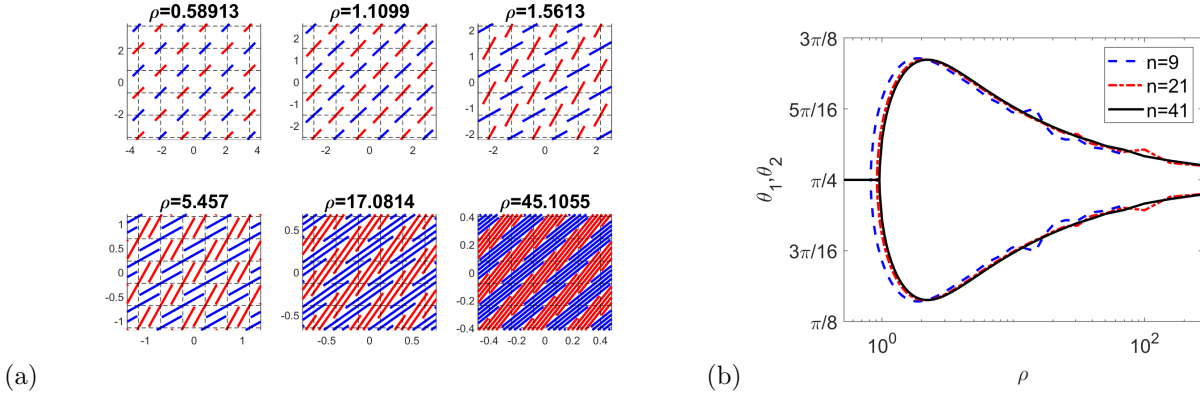 ρ=0.58913 ρ=1.1099 ρ=1.5613
2 2 2
1 1
0 0 0
-1 -1
-2 -2 -2
-4 -2 0 2 4 -2 0 2 -2 0 2
ρ=5.457 ρ=17.0814 ρ=45.1055
1 0.5 0.4
0.5 0.2
0 0 0
-0.5 -0.2
-1 -0.5 -0.4
-1 0 1 -0.5 0 0.5 -0.4 -0.2 0.0 0.2 0.4
(a)
3π/8
5π/16
π/4
3π/16
π/8
θ1,θ2
n=9
n=21
n=41
10^0 10^2
ρ
(b)